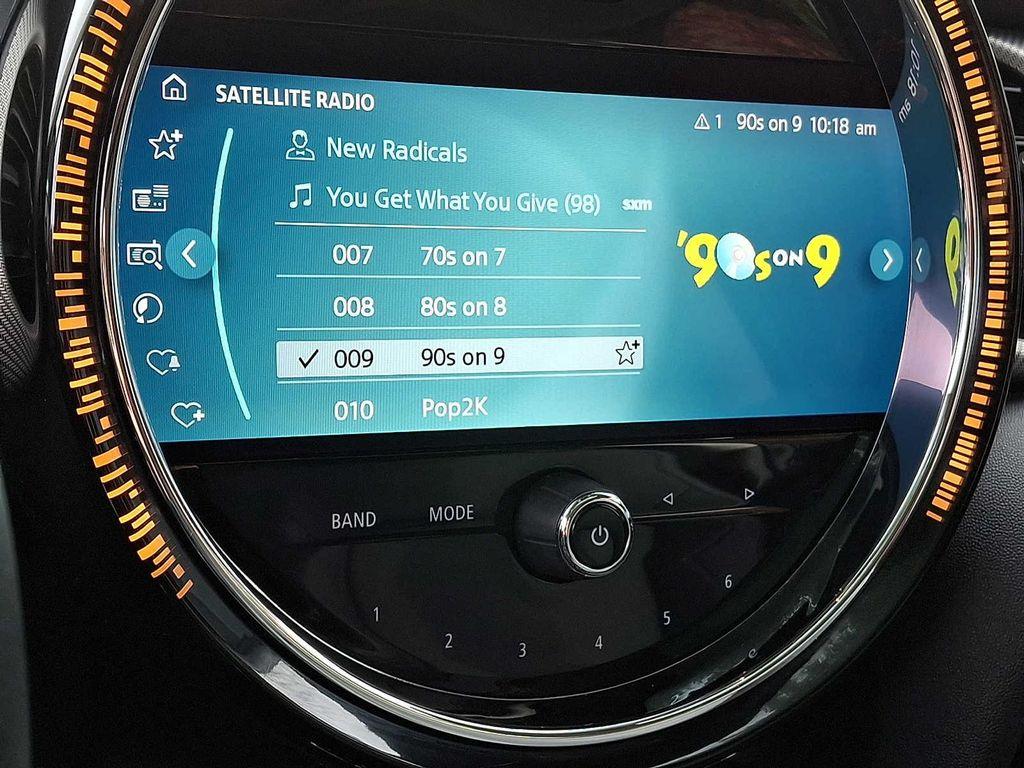 SATELLITE RADIO
1 90s on 9 10:18 am
New Radicals
You Get What You Give (98) sxm
007 70s on 7
008 80s on 8
009 90s on 9
010 Pop2K
'90s ON 9
BAND MODE
1 2 3 4 5 6